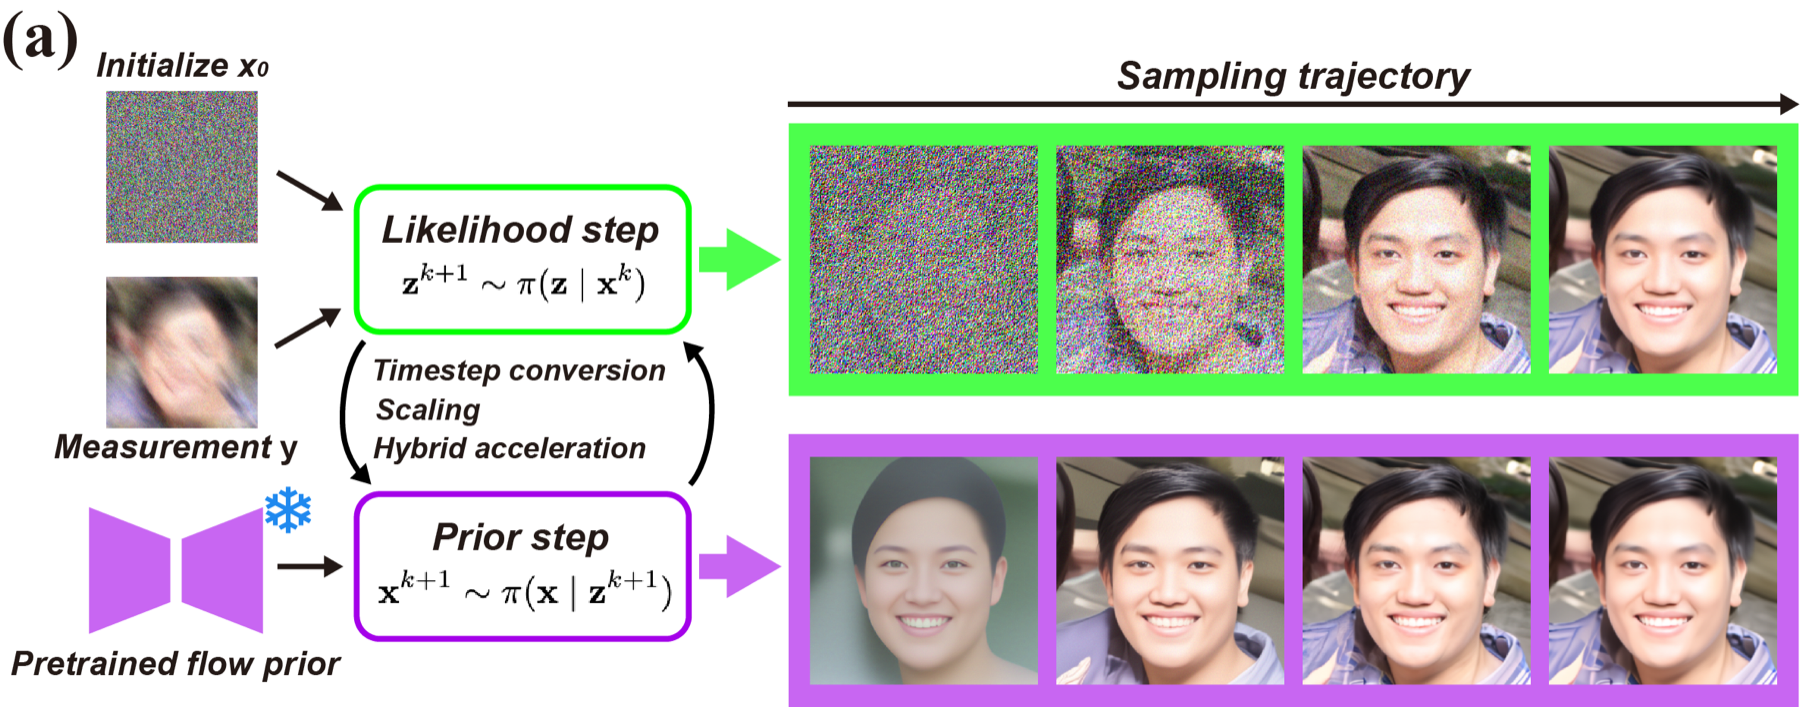 (a)
Initialize x₀
Sampling trajectory
Likelihood step
z^{k+1} ∼ π(z | x^k)
Timestep conversion
Scaling
Hybrid acceleration
Measurement y
Prior step
x^{k+1} ∼ π(x | z^{k+1})
Pretrained flow prior